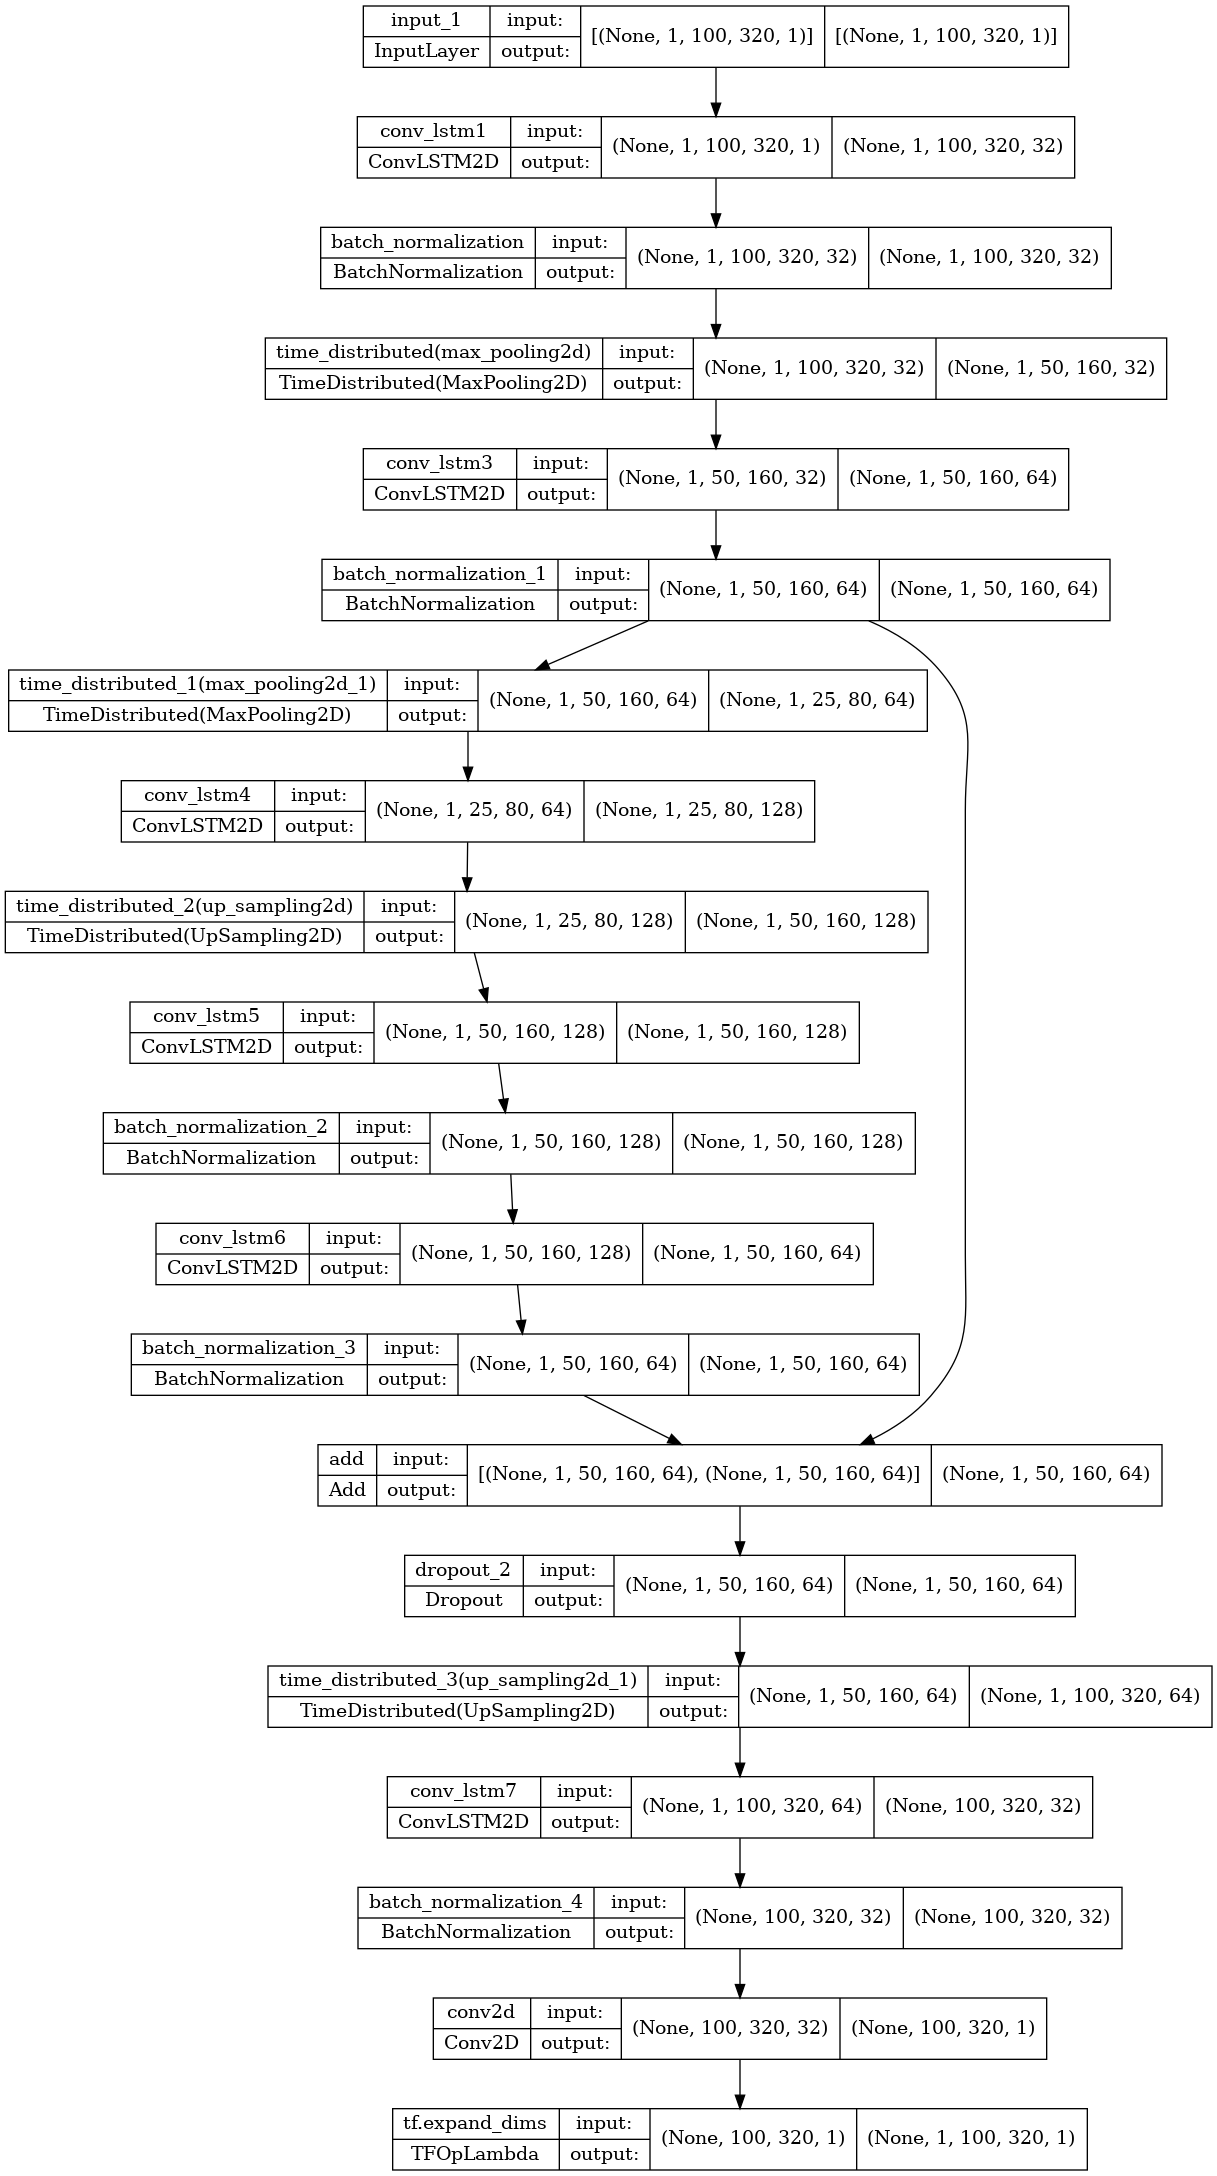 input_1 input: [(None, 1, 100, 320, 1)] [(None, 1, 100, 320, 1)]
InputLayer output:
conv_lstm1 input: (None, 1, 100, 320, 1) (None, 1, 100, 320, 32)
ConvLSTM2D output:
batch_normalization input: (None, 1, 100, 320, 32) (None, 1, 100, 320, 32)
BatchNormalization output:
time_distributed(max_pooling2d) input: (None, 1, 100, 320, 32) (None, 1, 50, 160, 32)
TimeDistributed(MaxPooling2D) output:
conv_lstm3 input: (None, 1, 50, 160, 32) (None, 1, 50, 160, 64)
ConvLSTM2D output:
batch_normalization_1 input: (None, 1, 50, 160, 64) (None, 1, 50, 160, 64)
BatchNormalization output:
time_distributed_1(max_pooling2d_1) input: (None, 1, 50, 160, 64) (None, 1, 25, 80, 64)
TimeDistributed(MaxPooling2D) output:
conv_lstm4 input: (None, 1, 25, 80, 64) (None, 1, 25, 80, 128)
ConvLSTM2D output:
time_distributed_2(up_sampling2d) input: (None, 1, 25, 80, 128) (None, 1, 50, 160, 128)
TimeDistributed(UpSampling2D) output:
conv_lstm5 input: (None, 1, 50, 160, 128) (None, 1, 50, 160, 128)
ConvLSTM2D output:
batch_normalization_2 input: (None, 1, 50, 160, 128) (None, 1, 50, 160, 128)
BatchNormalization output:
conv_lstm6 input: (None, 1, 50, 160, 128) (None, 1, 50, 160, 64)
ConvLSTM2D output:
batch_normalization_3 input: (None, 1, 50, 160, 64) (None, 1, 50, 160, 64)
BatchNormalization output:
add input: [(None, 1, 50, 160, 64), (None, 1, 50, 160, 64)] (None, 1, 50, 160, 64)
Add output:
dropout_2 input: (None, 1, 50, 160, 64) (None, 1, 50, 160, 64)
Dropout output:
time_distributed_3(up_sampling2d_1) input: (None, 1, 50, 160, 64) (None, 1, 100, 320, 64)
TimeDistributed(UpSampling2D) output:
conv_lstm7 input: (None, 1, 100, 320, 64) (None, 100, 320, 32)
ConvLSTM2D output:
batch_normalization_4 input: (None, 100, 320, 32) (None, 100, 320, 32)
BatchNormalization output:
conv2d input: (None, 100, 320, 32) (None, 100, 320, 1)
Conv2D output:
tf.expand_dims input: (None, 100, 320, 1) (None, 1, 100, 320, 1)
TFOpLambda output: